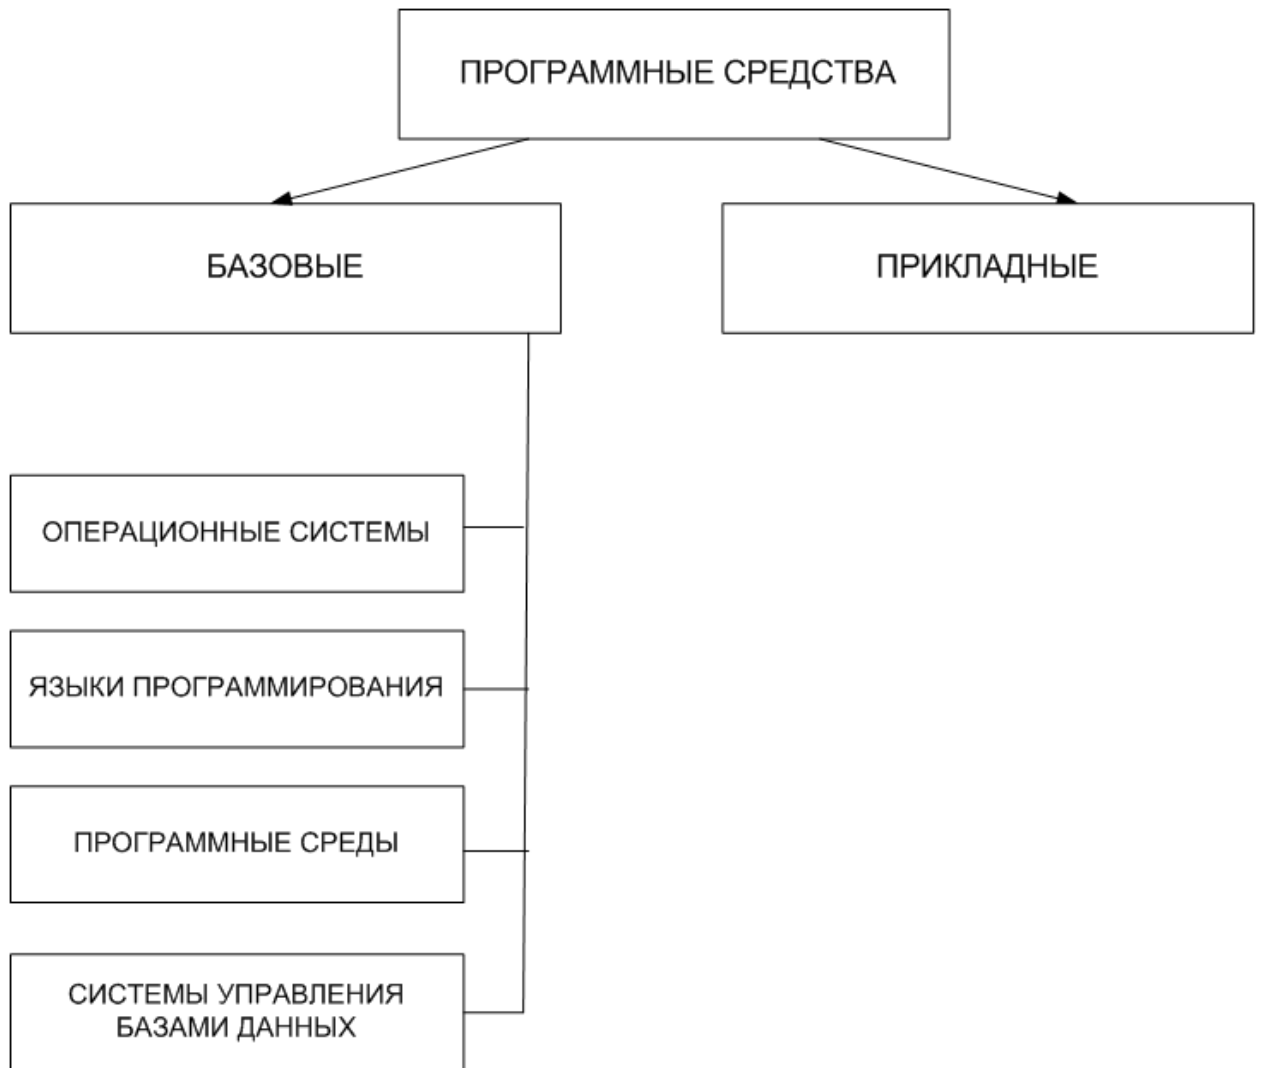 ПРОГРАММНЫЕ СРЕДСТВА
БАЗОВЫЕ
ПРИКЛАДНЫЕ
ОПЕРАЦИОННЫЕ СИСТЕМЫ
ЯЗЫКИ ПРОГРАММИРОВАНИЯ
ПРОГРАММНЫЕ СРЕДЫ
СИСТЕМЫ УПРАВЛЕНИЯ
БАЗАМИ ДАННЫХ